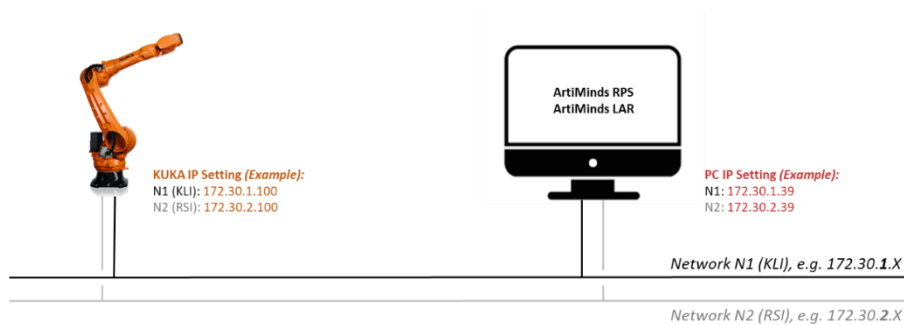 ArtiMinds RPS
ArtiMinds LAR
KUKA IP Setting (Example):
N1 (KLI): 172.30.1.100
N2 (RSI): 172.30.2.100
PC IP Setting (Example):
N1: 172.30.1.39
N2: 172.30.2.39
Network N1 (KLI), e.g. 172.30.1.X
Network N2 (RSI), e.g. 172.30.2.X